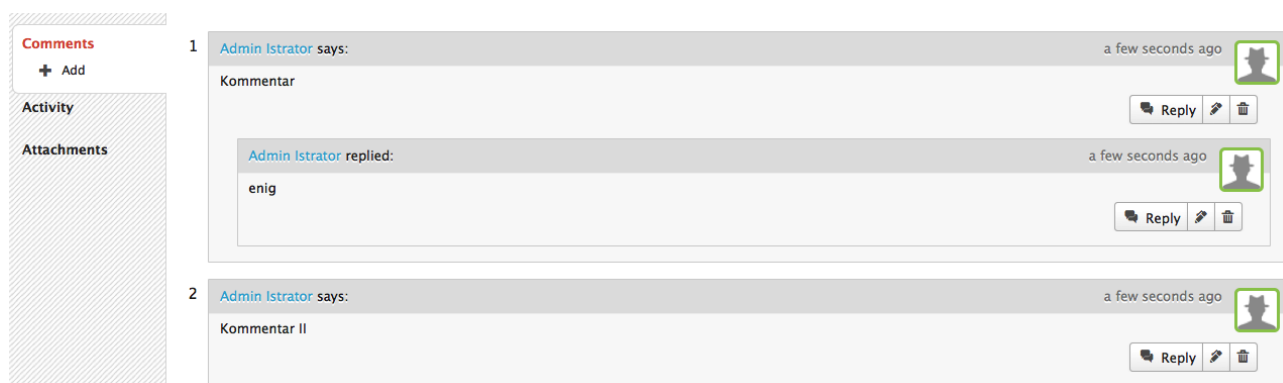 Comments
Add
Activity
Attachments
1 Admin Istrator says: a few seconds ago
Kommentar
Reply
Admin Istrator replied: a few seconds ago
enig
Reply
2 Admin Istrator says: a few seconds ago
Kommentar II
Reply